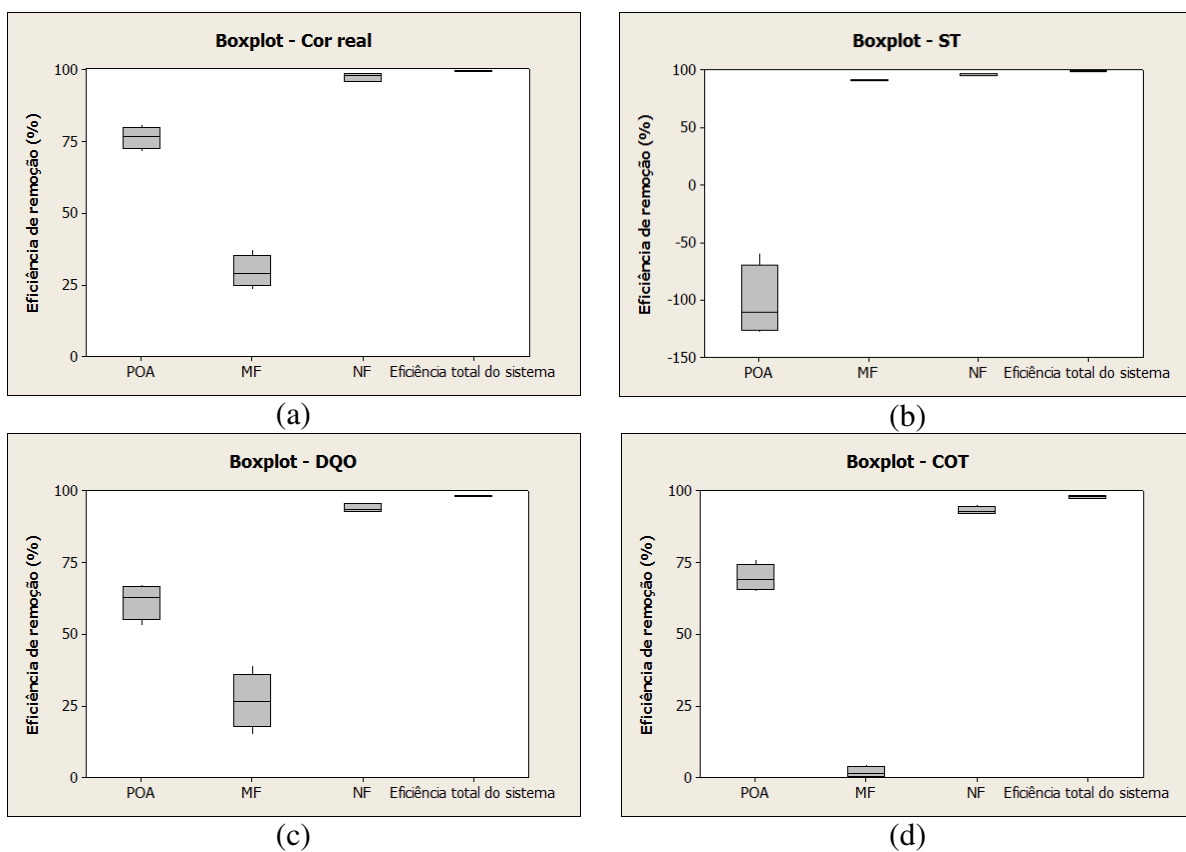 Boxplot - Cor real
Eficiência de remoção (%)
100
75
50
25
0
POA MF NF Eficiência total do sistema
(a)
Boxplot - ST
Eficiência de remoção (%)
100
50
0
-50
-100
-150
POA MF NF Eficiência total do sistema
(b)
Boxplot - DQO
Eficiência de remoção (%)
100
75
50
25
0
POA MF NF Eficiência total do sistema
(c)
Boxplot - COT
Eficiência de remoção (%)
100
75
50
25
0
POA MF NF Eficiência total do sistema
(d)